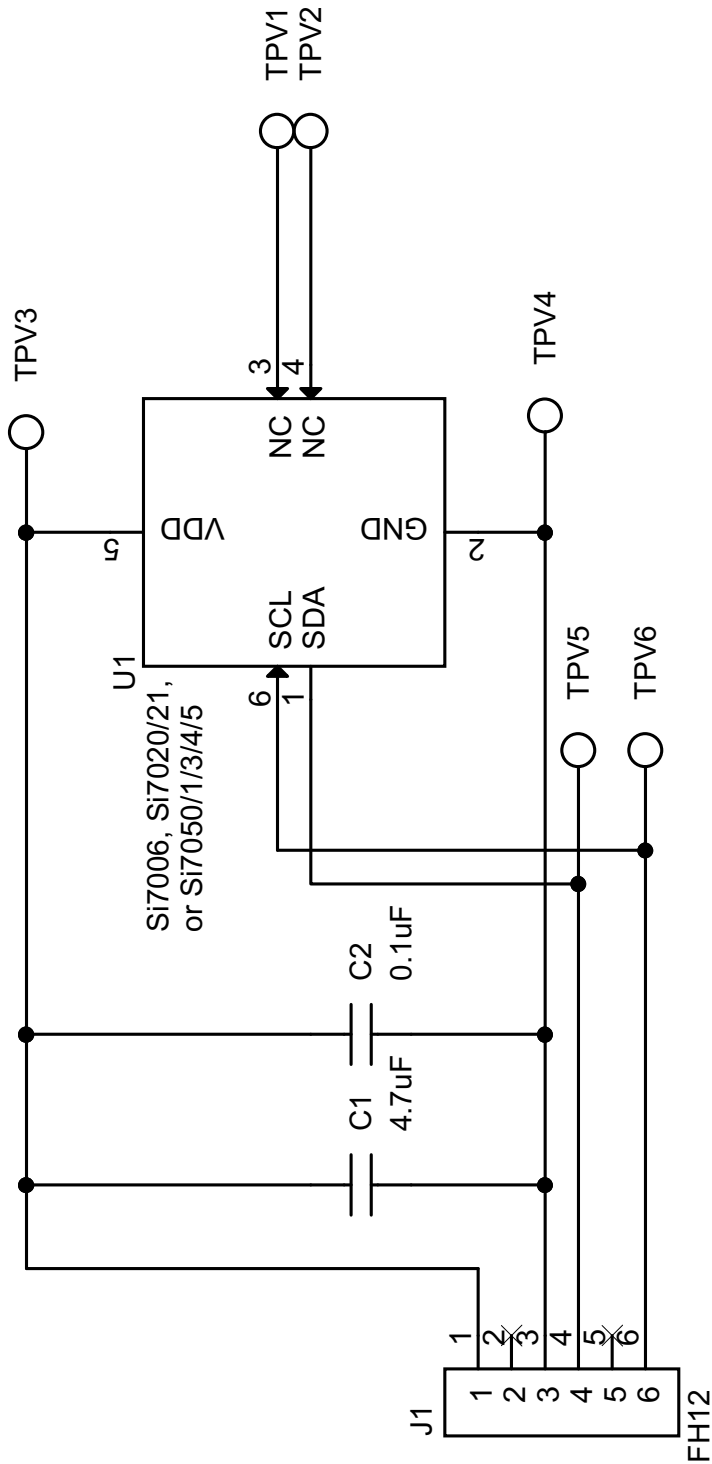 TPV1
TPV2
TPV3
TPV4
3
4
NC
NC
VDD
5
GND
2
SCL
SDA
6
1
U1
Si7006, Si7020/21,
or Si7050/1/3/4/5
TPV5
TPV6
C2
0.1uF
C1
4.7uF
1
2
3
4
5
6
J1
1
2
3
4
5
6
FH12